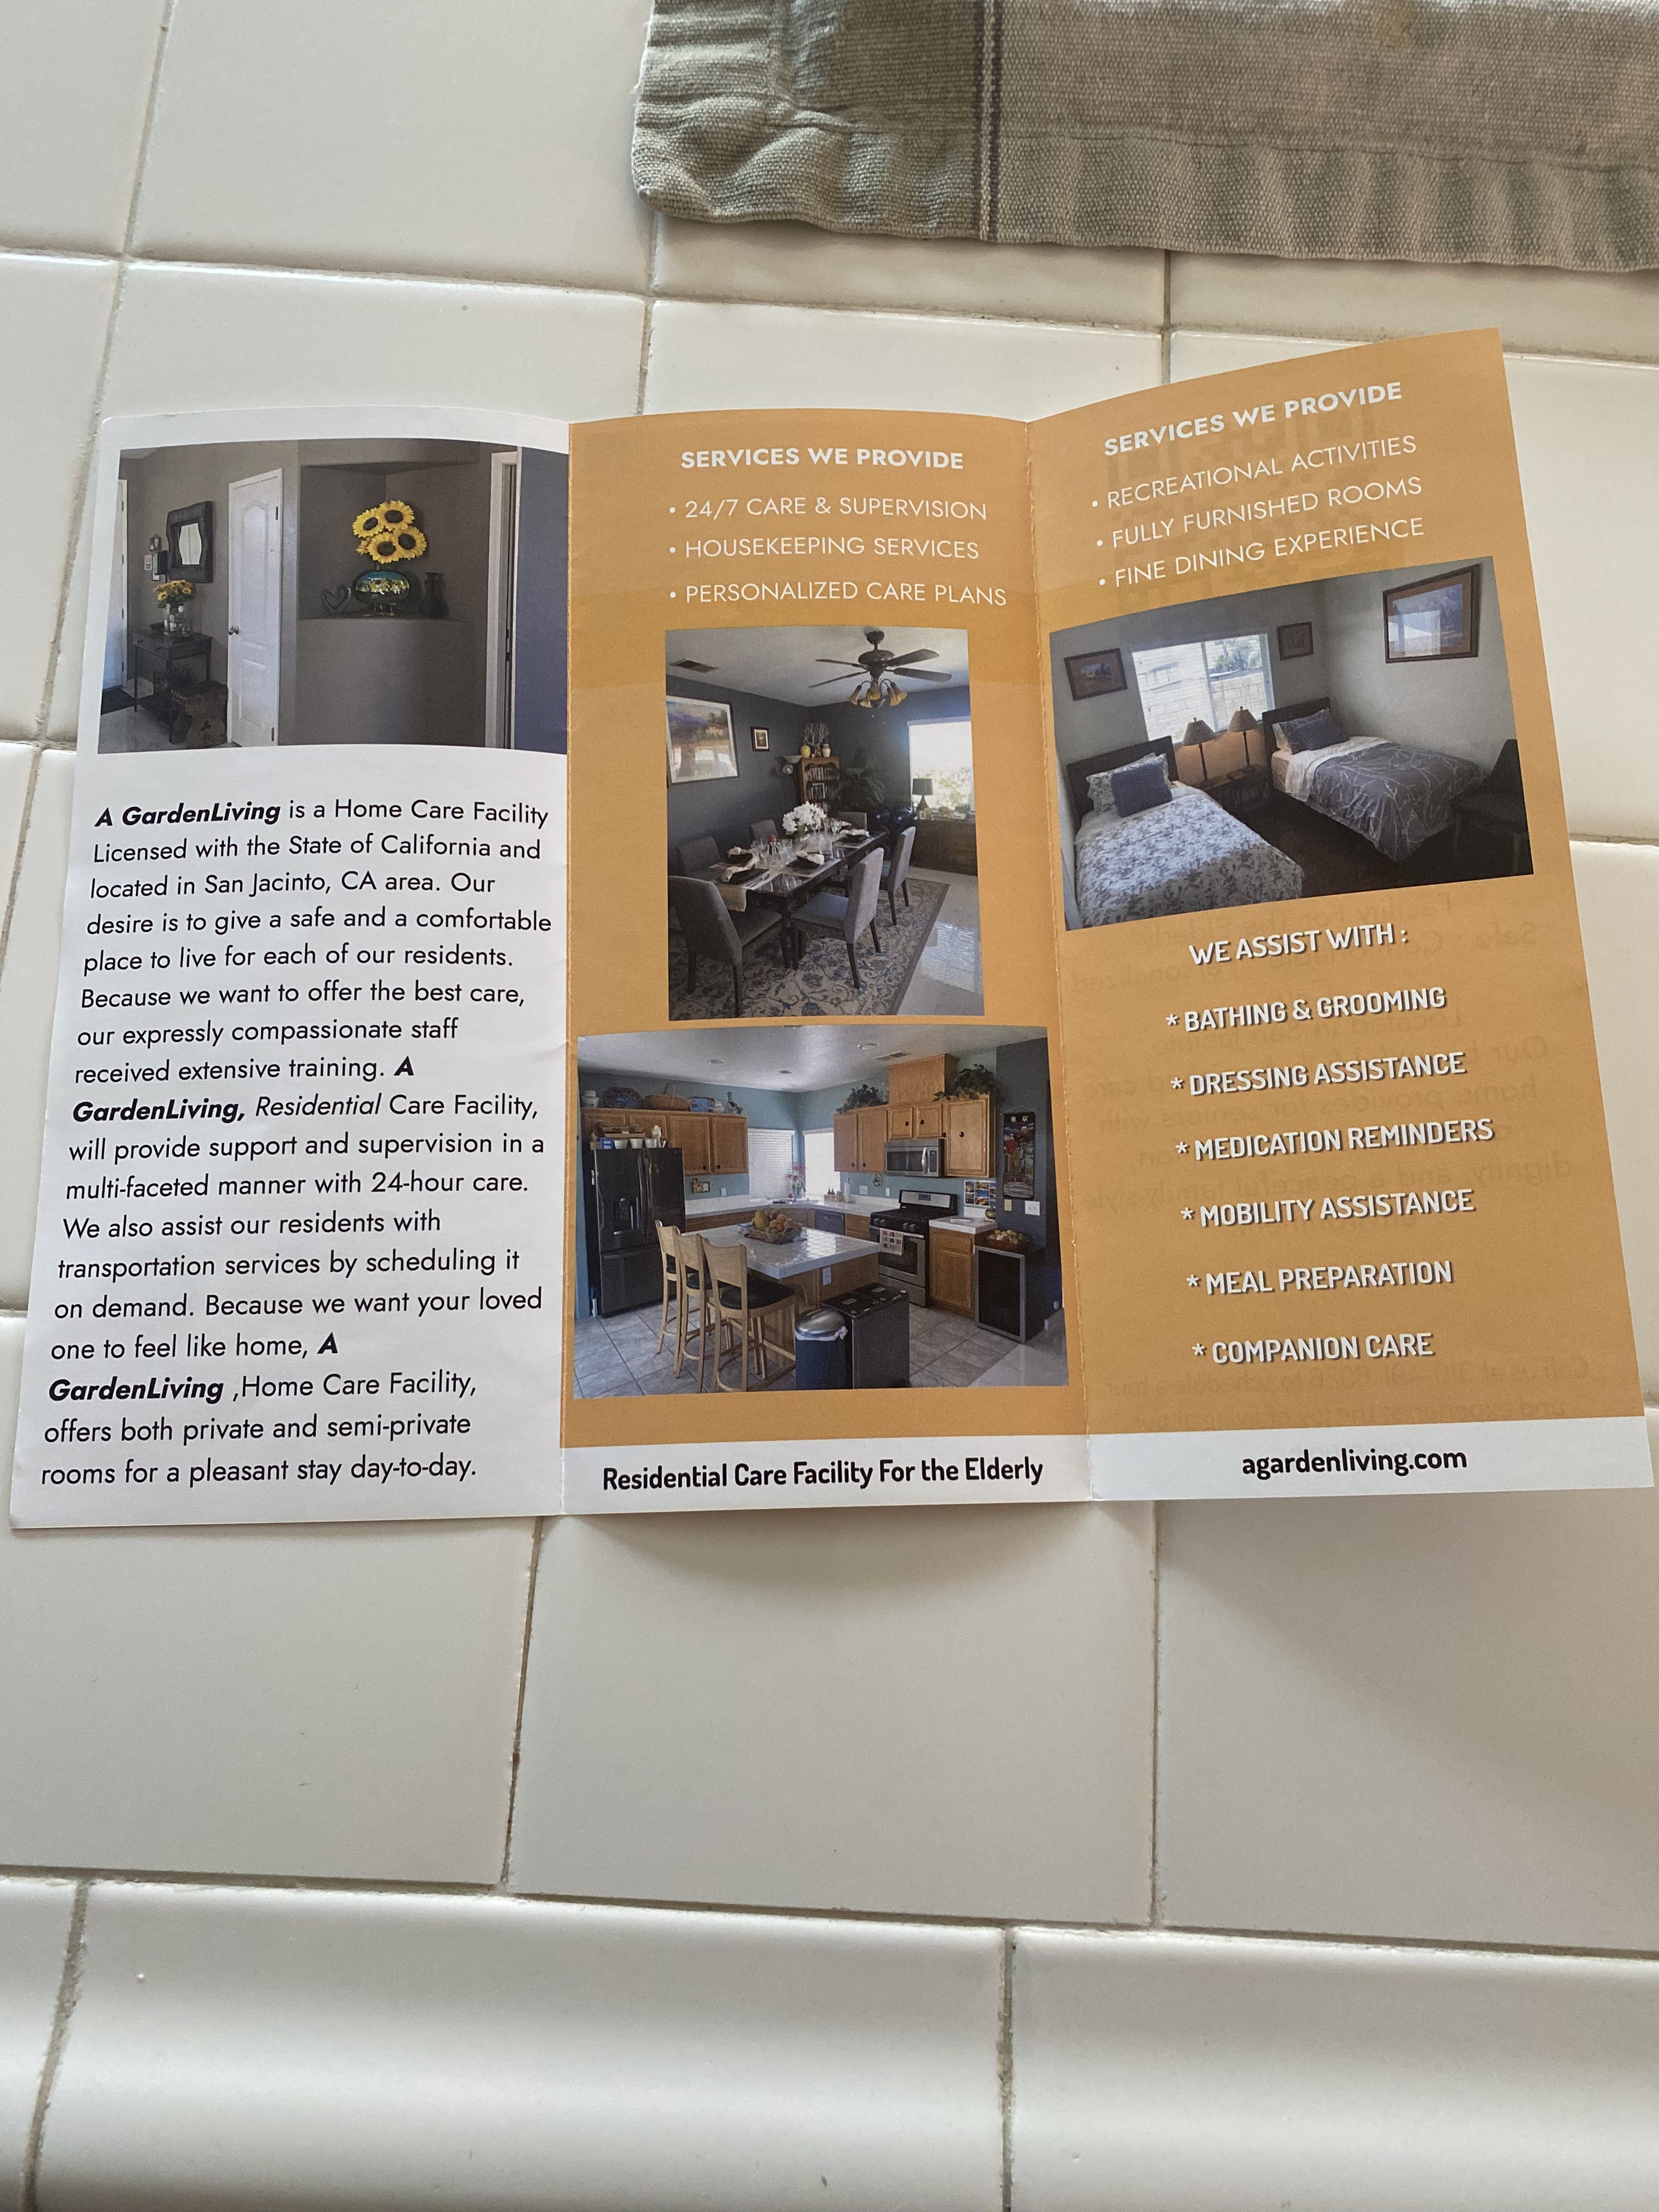 A GardenLiving is a Home Care Facility
Licensed with the State of California and
located in San Jacinto, CA area. Our
desire is to give a safe and a comfortable
place to live for each of our residents.
Because we want to offer the best care,
our expressly compassionate staff
received extensive training. A
GardenLiving, Residential Care Facility,
will provide support and supervision in a
multi-faceted manner with 24-hour care.
We also assist our residents with
transportation services by scheduling it
on demand. Because we want your loved
one to feel like home, A
GardenLiving ,Home Care Facility,
offers both private and semi-private
rooms for a pleasant stay day-to-day.
SERVICES WE PROVIDE
• 24/7 CARE & SUPERVISION
• HOUSEKEEPING SERVICES
• PERSONALIZED CARE PLANS
Residential Care Facility For the Elderly
SERVICES WE PROVIDE
• RECREATIONAL ACTIVITIES
• FULLY FURNISHED ROOMS
• FINE DINING EXPERIENCE
WE ASSIST WITH :
* BATHING & GROOMING
* DRESSING ASSISTANCE
* MEDICATION REMINDERS
* MOBILITY ASSISTANCE
* MEAL PREPARATION
* COMPANION CARE
agardenliving.com